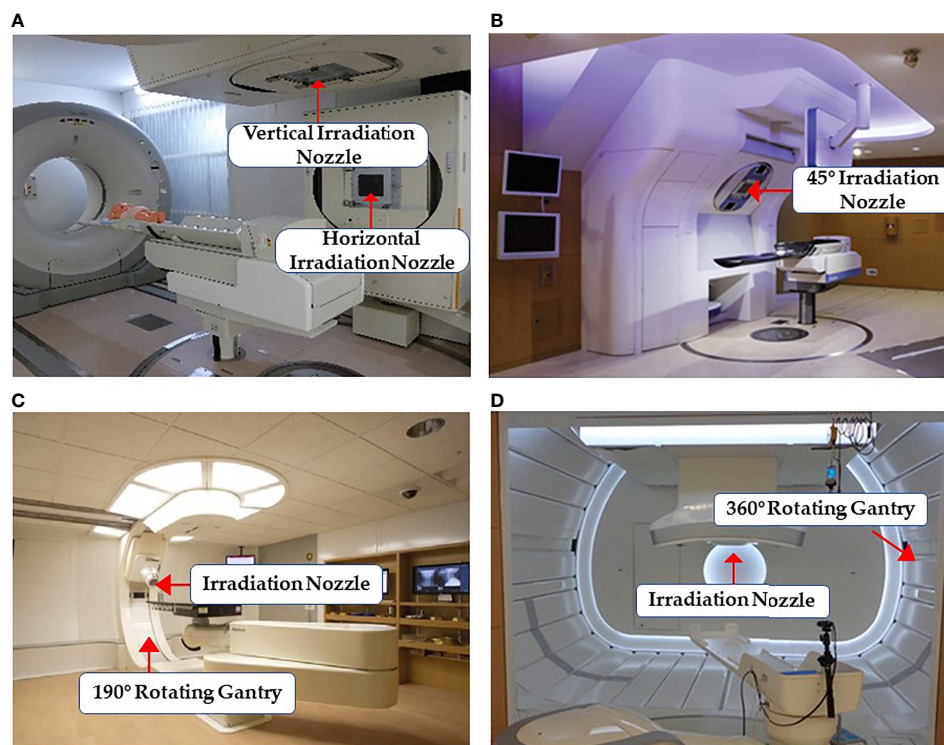 A
B
Vertical Irradiation
Nozzle
Horizontal
Irradiation Nozzle
45° Irradiation
Nozzle
C
D
Irradiation Nozzle
190° Rotating Gantry
360° Rotating Gantry
Irradiation Nozzle